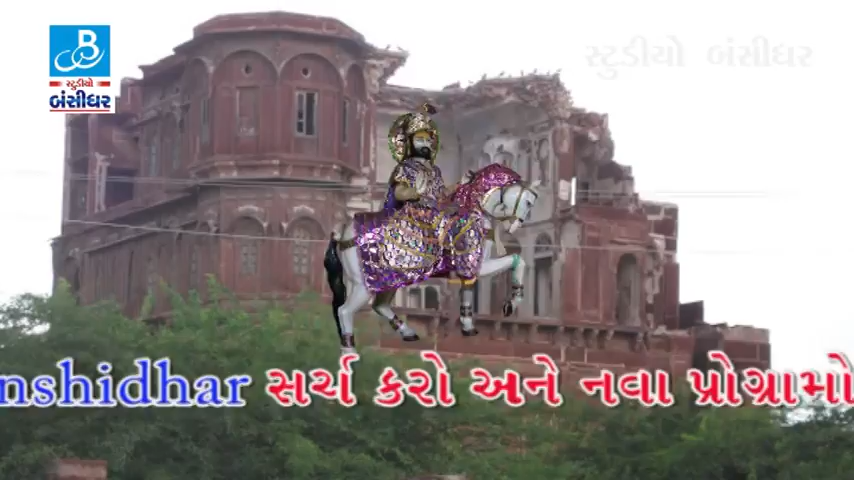 B
સ્ટુડીયો
બંસીધર
સ્ટુડીયો બંસીધર
nshidhar સર્ચ કરો અને નવા પ્રોગ્રામો